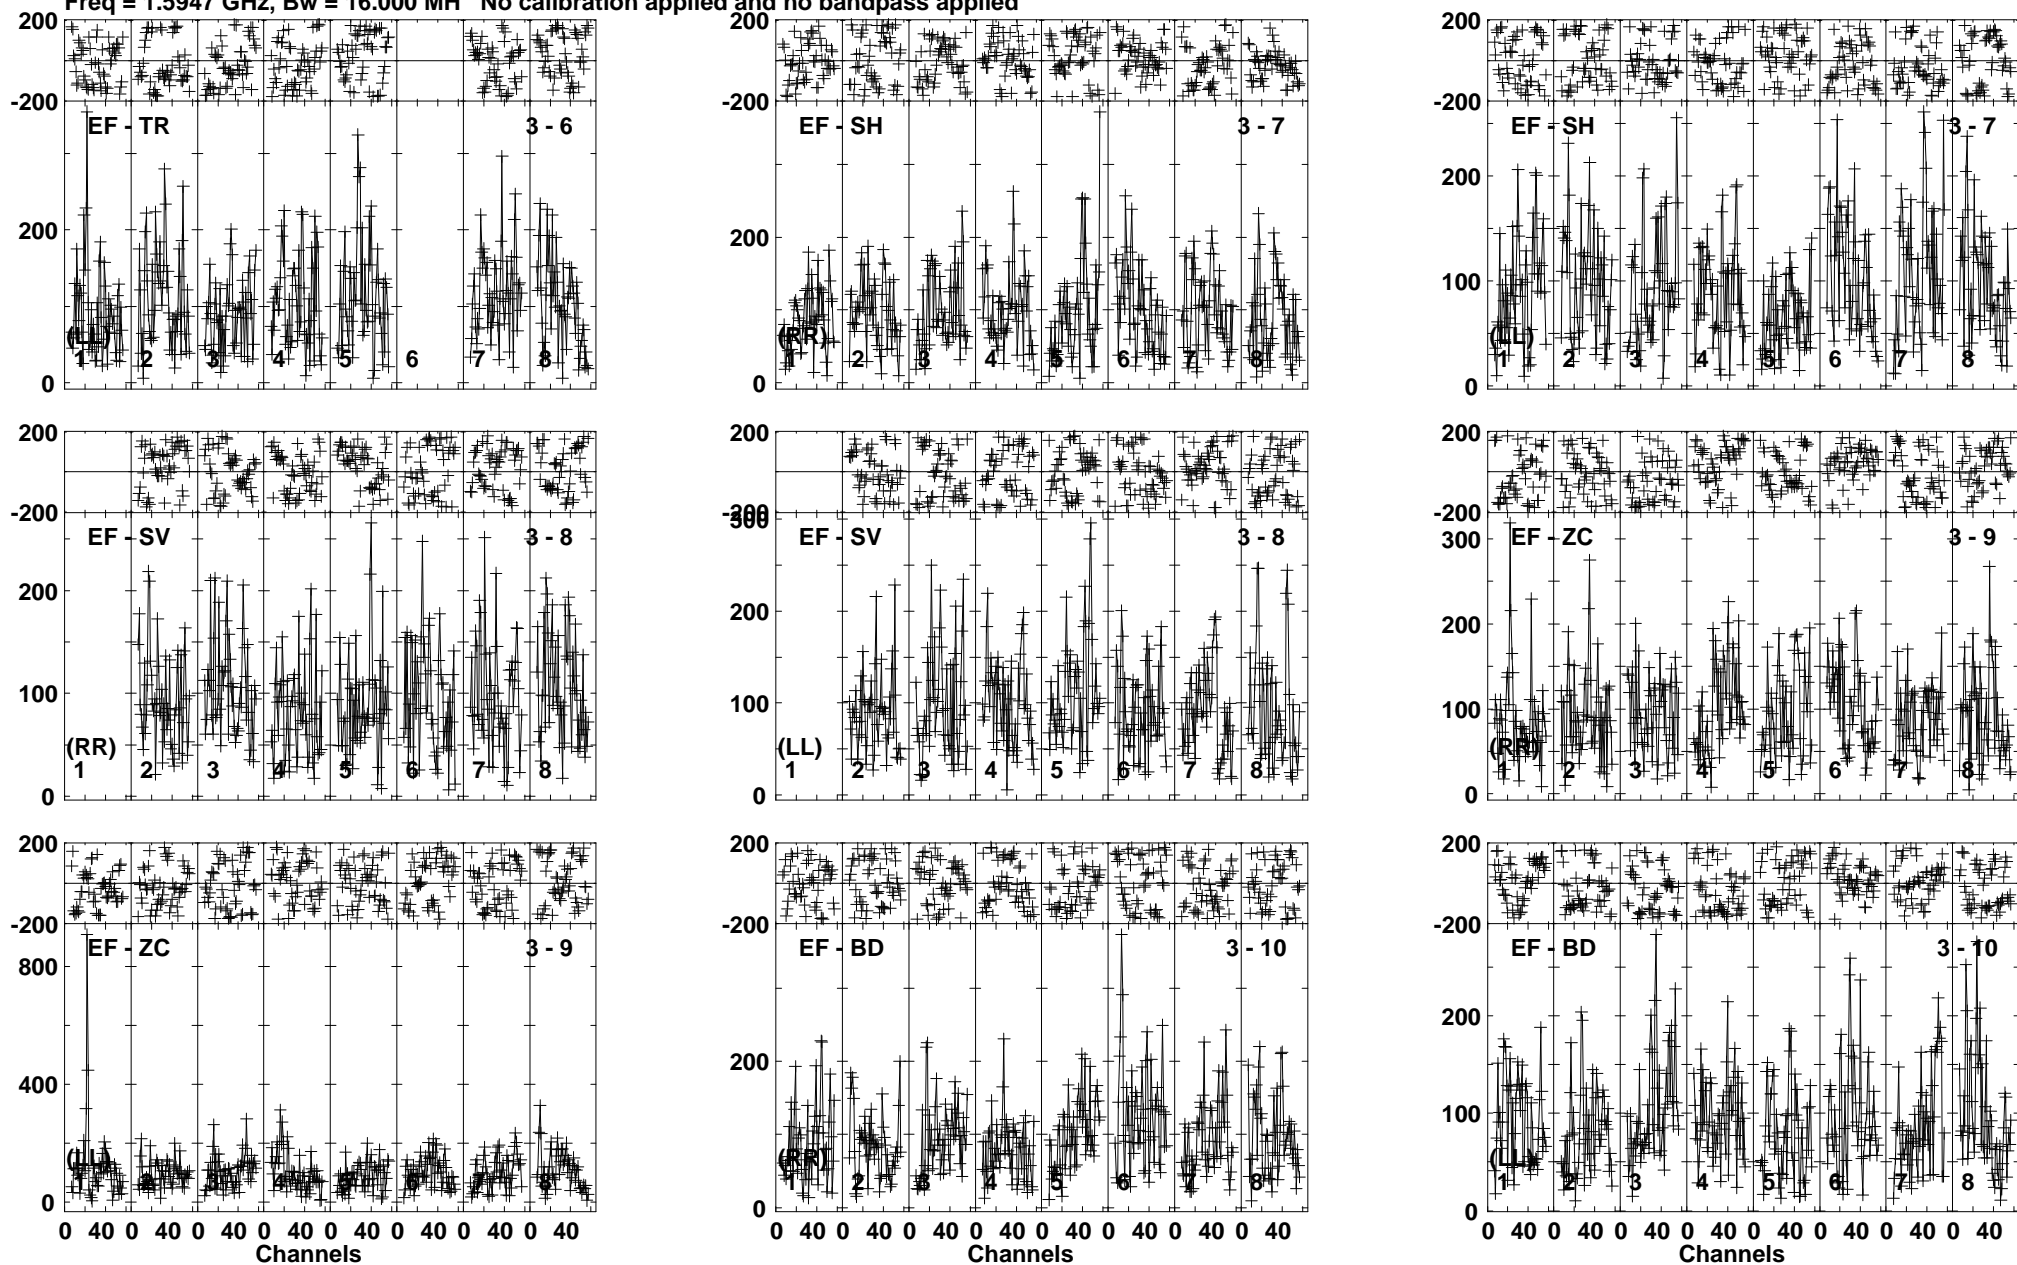 Freq = 1.5947 GHz, Bw = 16.000 MH No calibration applied and no bandpass applied
200 200 200
-200 -200 -200
EF - TR 3 - 6 EF - SH 3 - 7 EF - SH 3 - 7
200
200 200
100
(LL) (RR) (LL)
1 2 3 4 5 6 7 8 1 2 3 4 5 6 7 8 1 2 3 4 5 6 7 8
0 0 0
200 200 200
-200 -200 -200
300
EF - SV 3 - 8 EF - SV 3 - 8 EF - ZC 3 - 9
300
200 200 200
100 100 100
(RR) (LL) (RR)
1 2 3 4 5 6 7 8 1 2 3 4 5 6 7 8 1 2 3 4 5 6 7 8
0 0 0
200 200 200
-200 -200 -200
EF - ZC 3 - 9 EF - BD 3 - 10 EF - BD 3 - 10
800
200
400 200
100
(LL) (RR) (LL)
1 2 3 4 5 6 7 8 1 2 3 4 5 6 7 8 1 2 3 4 5 6 7 8
0 0 0
0 40 0 40 0 40 0 40 0 40 0 40 0 40 0 40 0 40 0 40 0 40 0 40 0 40 0 40 0 40 0 40 0 40 0 40 0 40 0 40 0 40 0 40 0 40 0 40
Channels Channels Channels